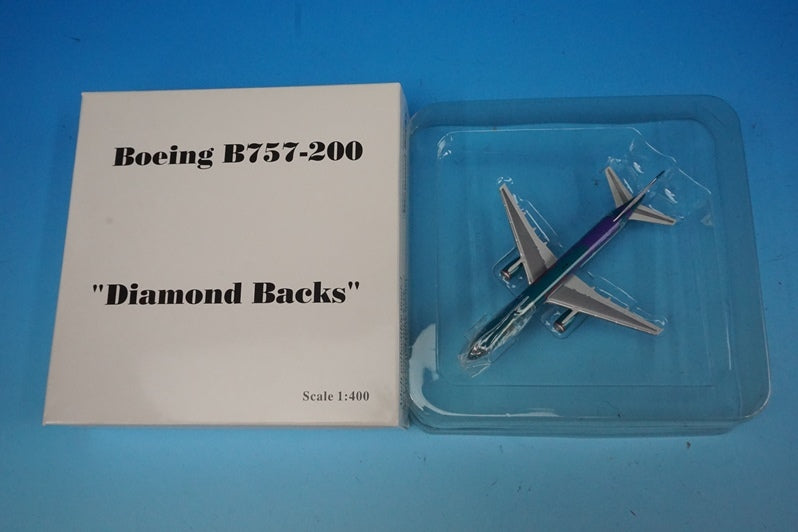 Boeing B757-200
"Diamond Backs"
Scale 1:400